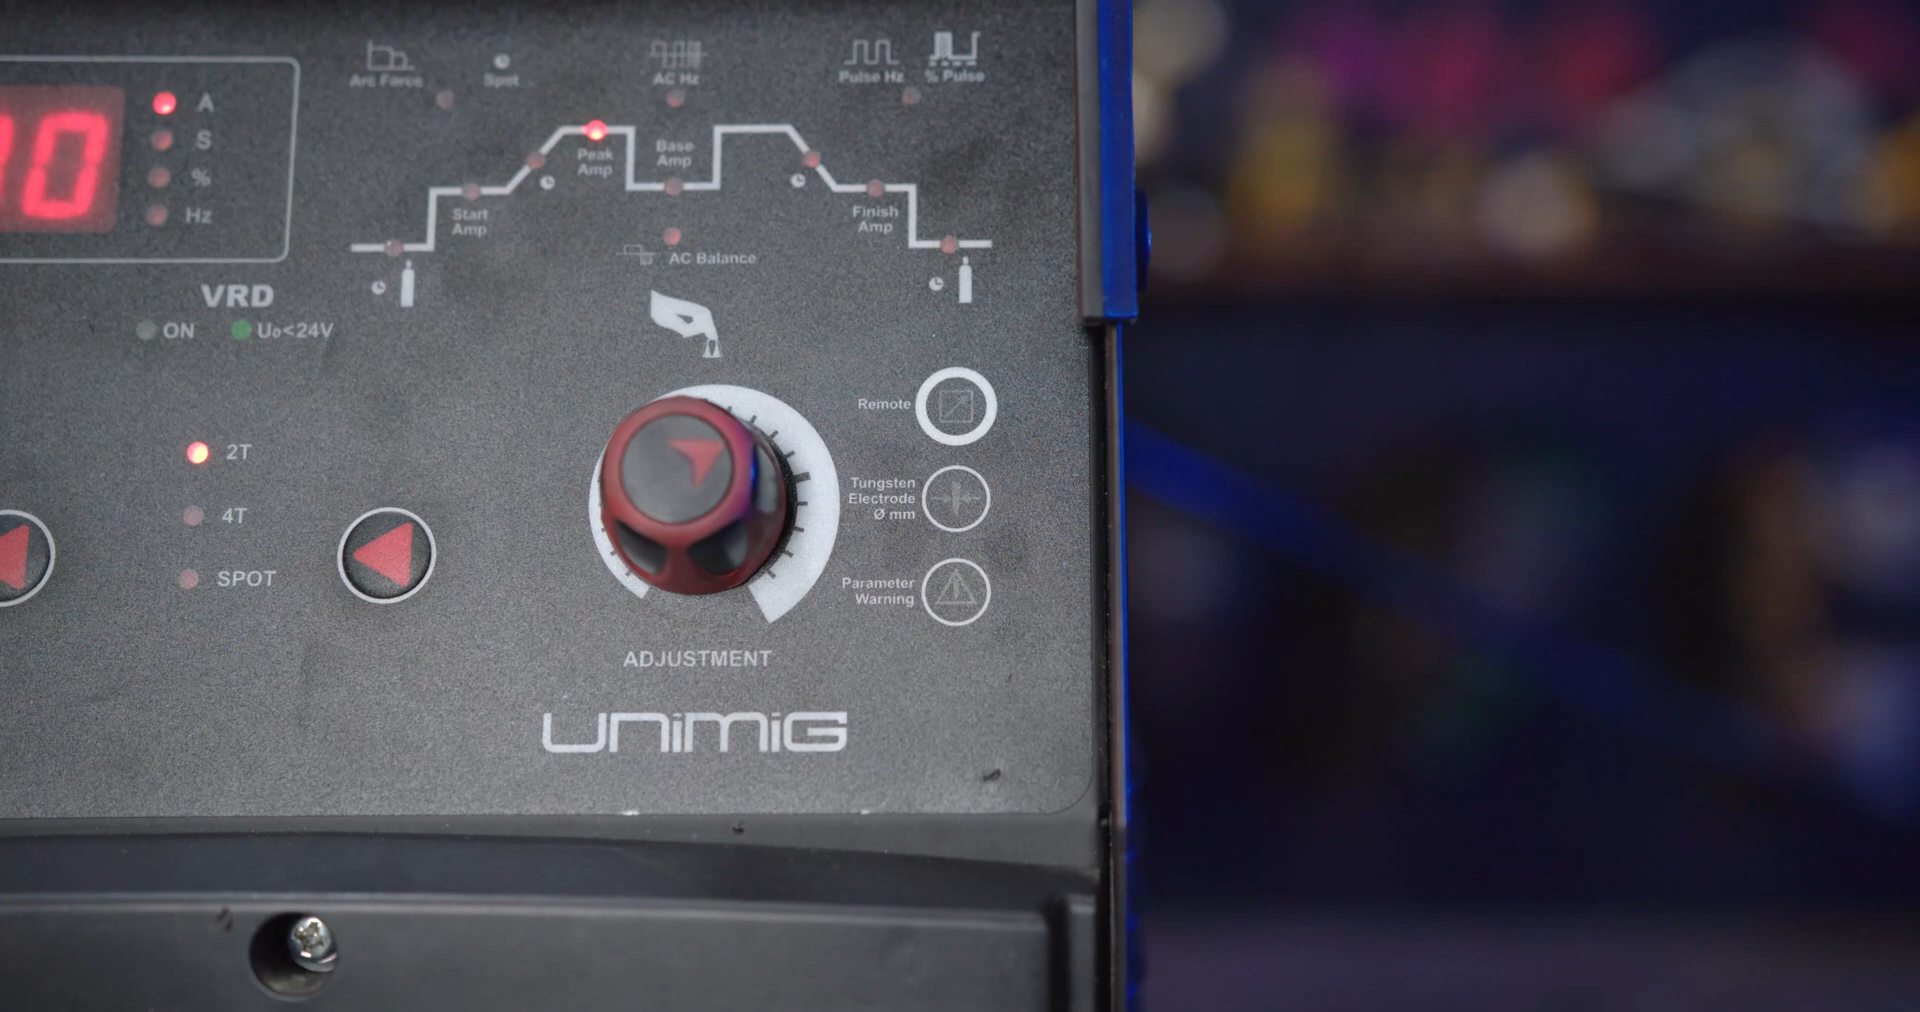 Arc Force
Spot
AC Hz
Pulse Hz
% Pulse
0
A
S
%
Hz
Peak
Amp
Base
Amp
Start
Amp
Finish
Amp
AC Balance
VRD
ON
U₀<24V
Remote
2T
4T
SPOT
Tungsten
Electrode
Ø mm
Parameter
Warning
ADJUSTMENT
UNIMIG